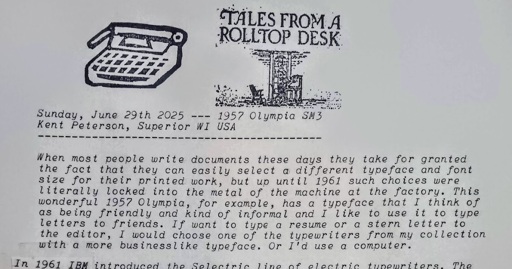 TALES FROM A
ROLLTOP DESK
Sunday, June 29th 2025 --- 1957 Olympia SM3
Kent Peterson, Superior WI USA
----------------------------------------
When most people write documents these days they take for granted
the fact that they can easily select a different typeface and font
size for their printed work, but up until 1961 such choices were
literally locked into the metal of the machine at the factory. This
wonderful 1957 Olympia, for example, has a typeface that I think of
as being friendly and kind of informal and I like to use it to type
letters to friends. If want to type a resume or a stern letter to
the editor, I would choose one of the typewriters from my collection
with a more businesslike typeface. Or I'd use a computer.
In 1961 IBM introduced the Selectric line of electric typewriters. The